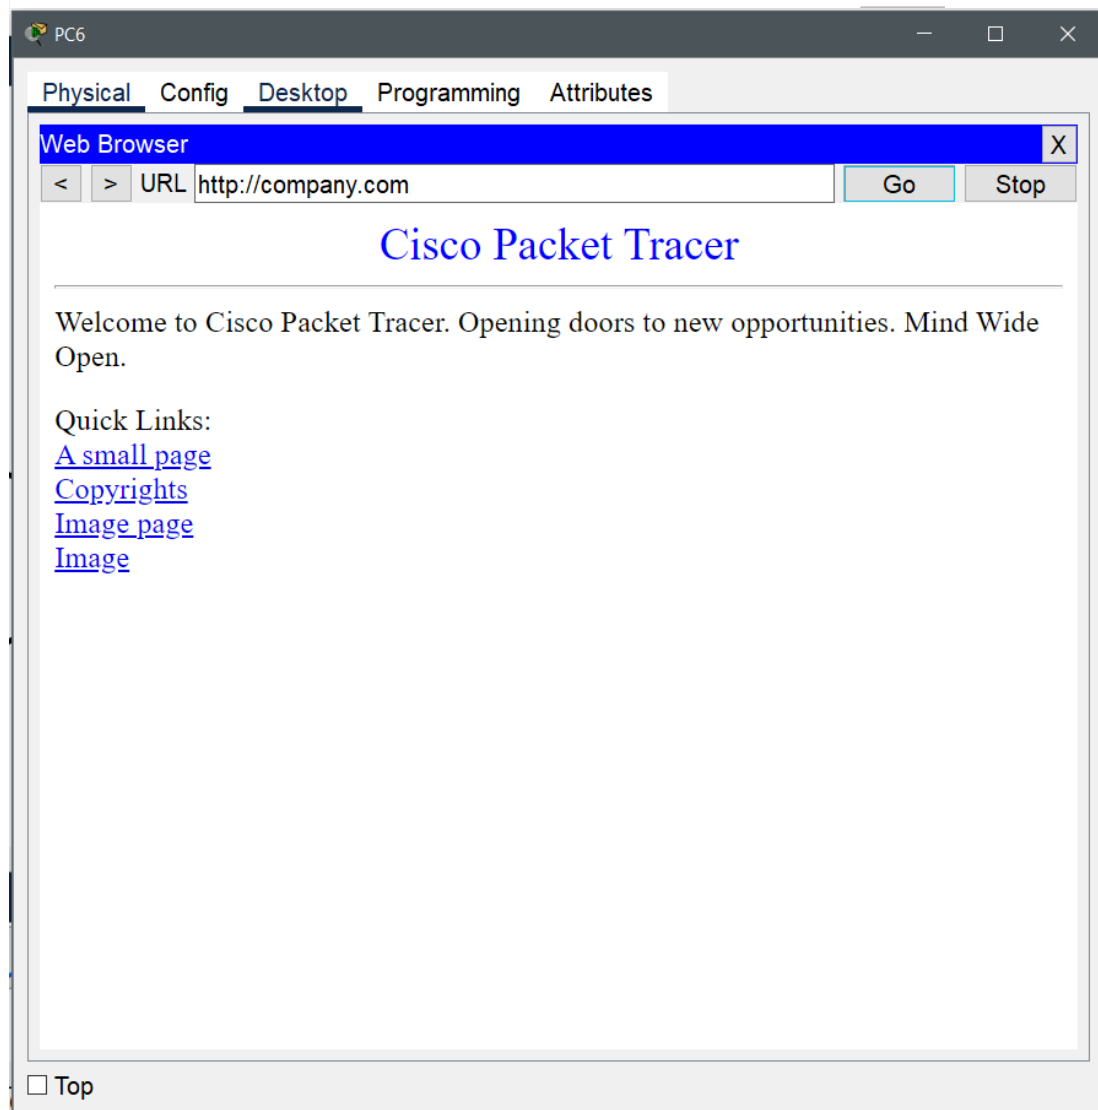 PC6
Physical Config Desktop Programming Attributes
Web Browser X
< > URL http://company.com Go Stop
Cisco Packet Tracer
Welcome to Cisco Packet Tracer. Opening doors to new opportunities. Mind Wide
Open.
Quick Links:
A small page
Copyrights
Image page
Image
Top